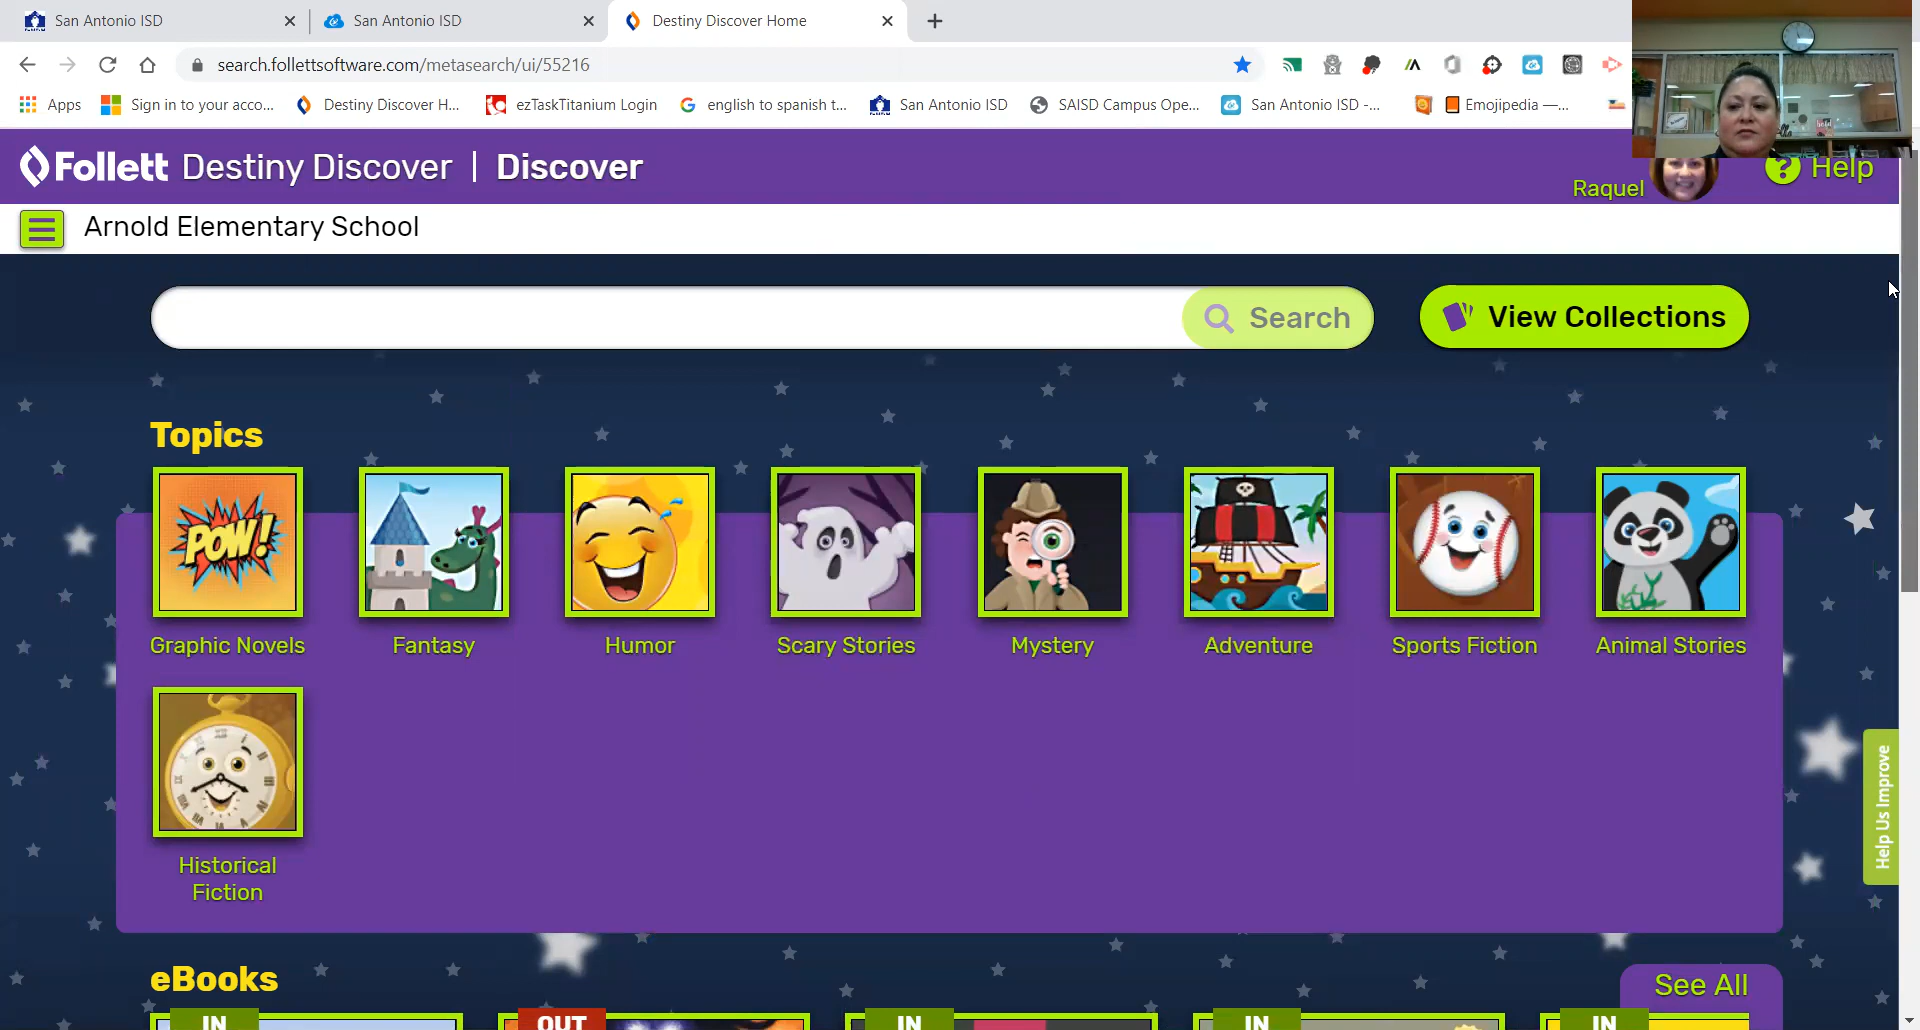 San Antonio ISD
San Antonio ISD
Destiny Discover Home
search.follettsoftware.com/metasearch/ui/55216
Apps
Sign in to your acco...
Destiny Discover H...
ezTaskTitanium Login
english to spanish t...
San Antonio ISD
SAISD Campus Ope...
San Antonio ISD -...
Emojipedia —...
Follett Destiny Discover | Discover
Raquel
? Help
Arnold Elementary School
Search
View Collections
Topics
POW!
Graphic Novels
Fantasy
Humor
Scary Stories
Mystery
Adventure
Sports Fiction
Animal Stories
Historical
Fiction
Help Us Improve
eBooks
See All
IN
OUT
IN
IN
IN